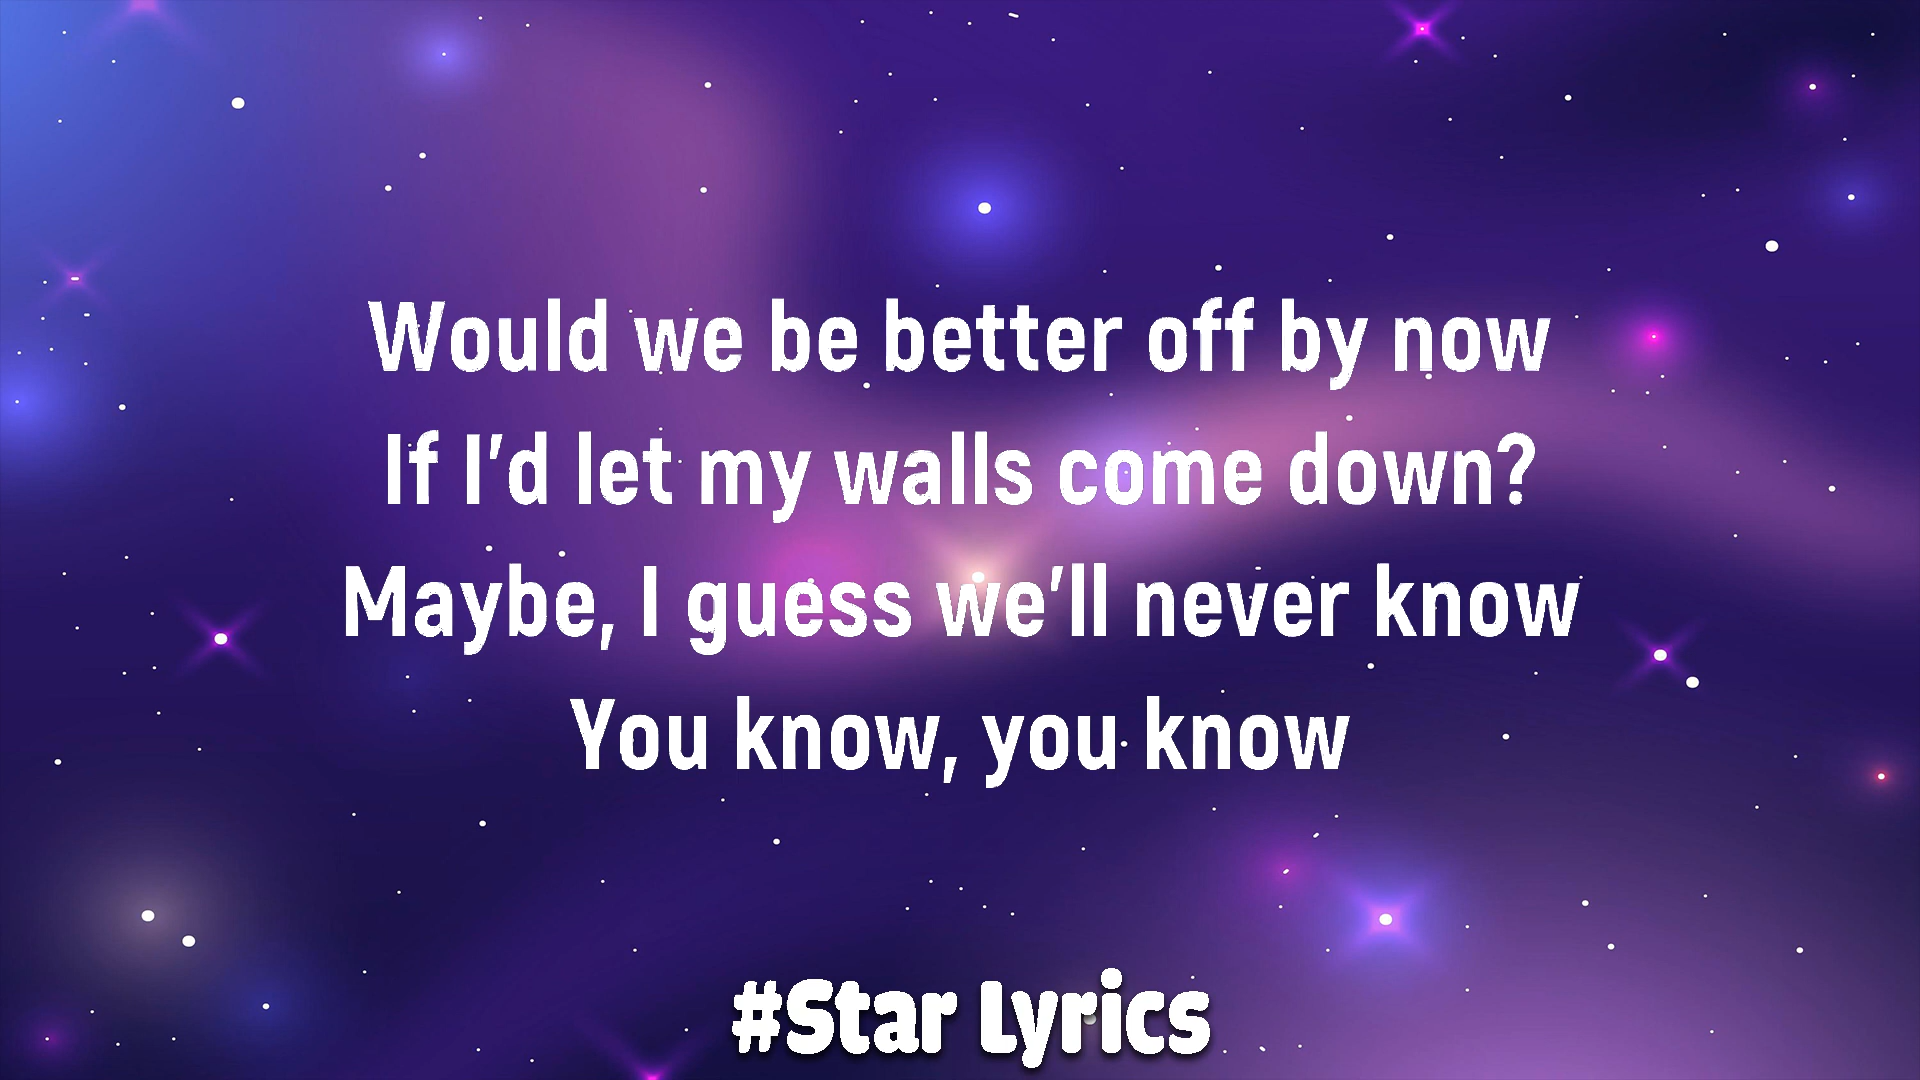 Would we be better off by now
If I’d let my walls come down?
Maybe, I guess we’ll never know
You know, you know
#Star Lyrics